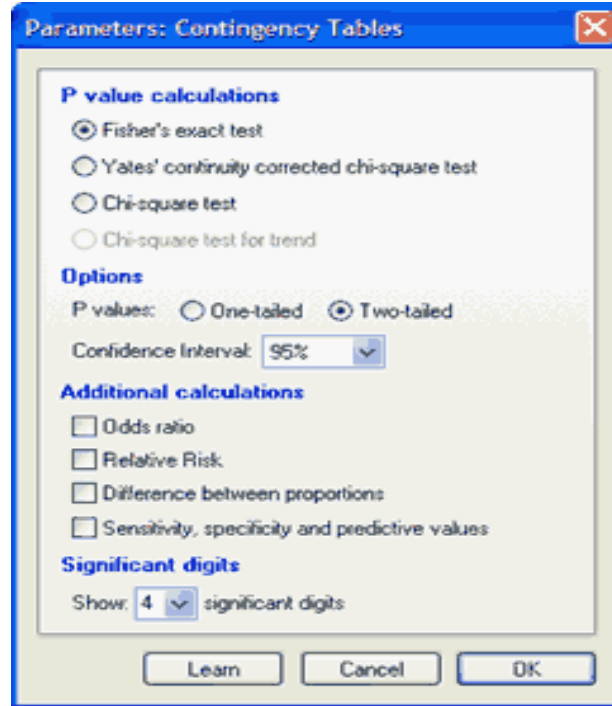 Parameters: Contingency Tables
P value calculations
Fisher's exact test
Yates' continuity corrected chi-square test
Chi-square test
Chi-square test for trend
Options
P values: One-tailed Two-tailed
Confidence Interval: 95%
Additional calculations
Odds ratio
Relative Risk
Difference between proportions
Sensitivity, specificity and predictive values
Significant digits
Show: 4 significant digits
Learn Cancel OK